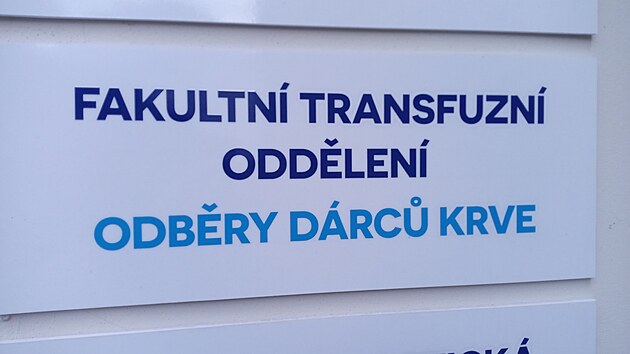 FAKULTNÍ TRANSFUZNÍ
ODDĚLENÍ
ODBĚRY DÁRCŮ KRVE